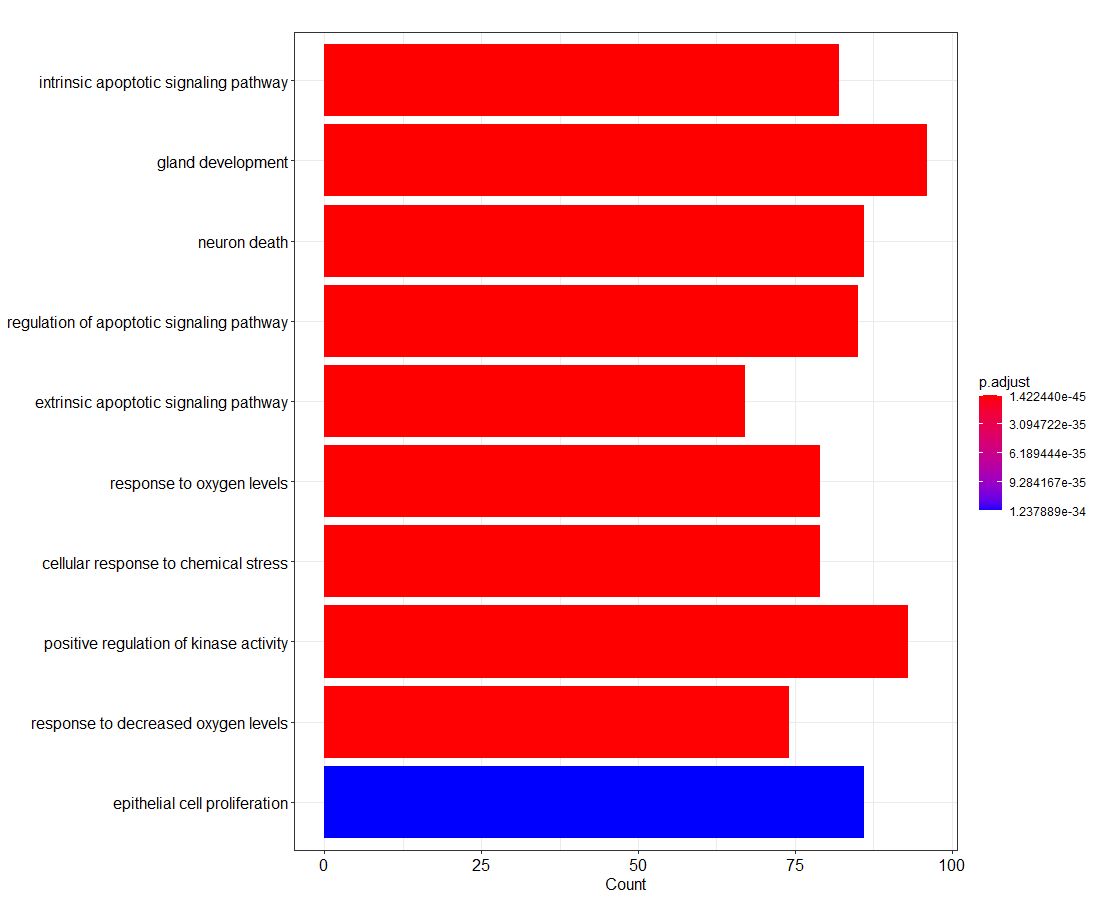 intrinsic apoptotic signaling pathway
gland development
neuron death
regulation of apoptotic signaling pathway
extrinsic apoptotic signaling pathway
response to oxygen levels
cellular response to chemical stress
positive regulation of kinase activity
response to decreased oxygen levels
epithelial cell proliferation
0 25 50 75 100
Count
p.adjust
1.422440e-45
3.094722e-35
6.189444e-35
9.284167e-35
1.237889e-34